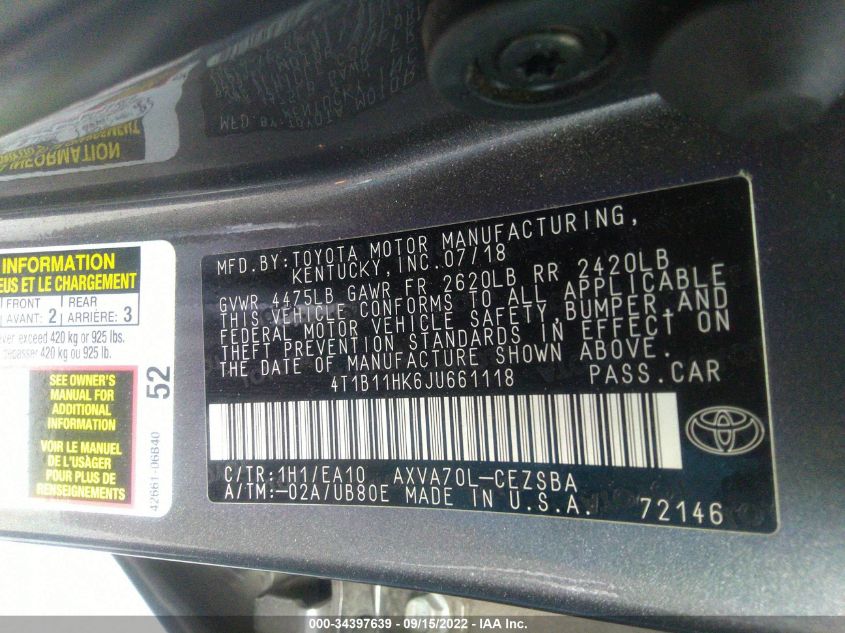 MFD. BY: TOYOTA MOTOR MANUFACTURING,
KENTUCKY, INC. 07/18
GVWR 4475LB GAWR FR 2620LB RR 2420LB
THIS VEHICLE CONFORMS TO ALL APPLICABLE
FEDERAL MOTOR VEHICLE SAFETY, BUMPER, AND
THEFT PREVENTION STANDARDS IN EFFECT ON
THE DATE OF MANUFACTURE SHOWN ABOVE.
4T1B11HK6JU661118 PASS. CAR
C/TR: 1H1/EA10 AXVA70L-CEZSBA
A/TM: -02A/UB80E MADE IN U.S.A.
72146
INFORMATION
EUS ET LE CHARGEMENT
FRONT REAR
AVANT: 2 ARRIÈRE: 3
ver exceed 420 kg or 925 lbs.
épasser 420 kg ou 925 lb.
SEE OWNER'S
MANUAL FOR
ADDITIONAL
INFORMATION
VOIR LE MANUEL
DE L'USAGER
POUR PLUS DE
RENSEIGNEMENTS
52
42661-06B40
000-34397639 - 09/15/2022 - IAA Inc.